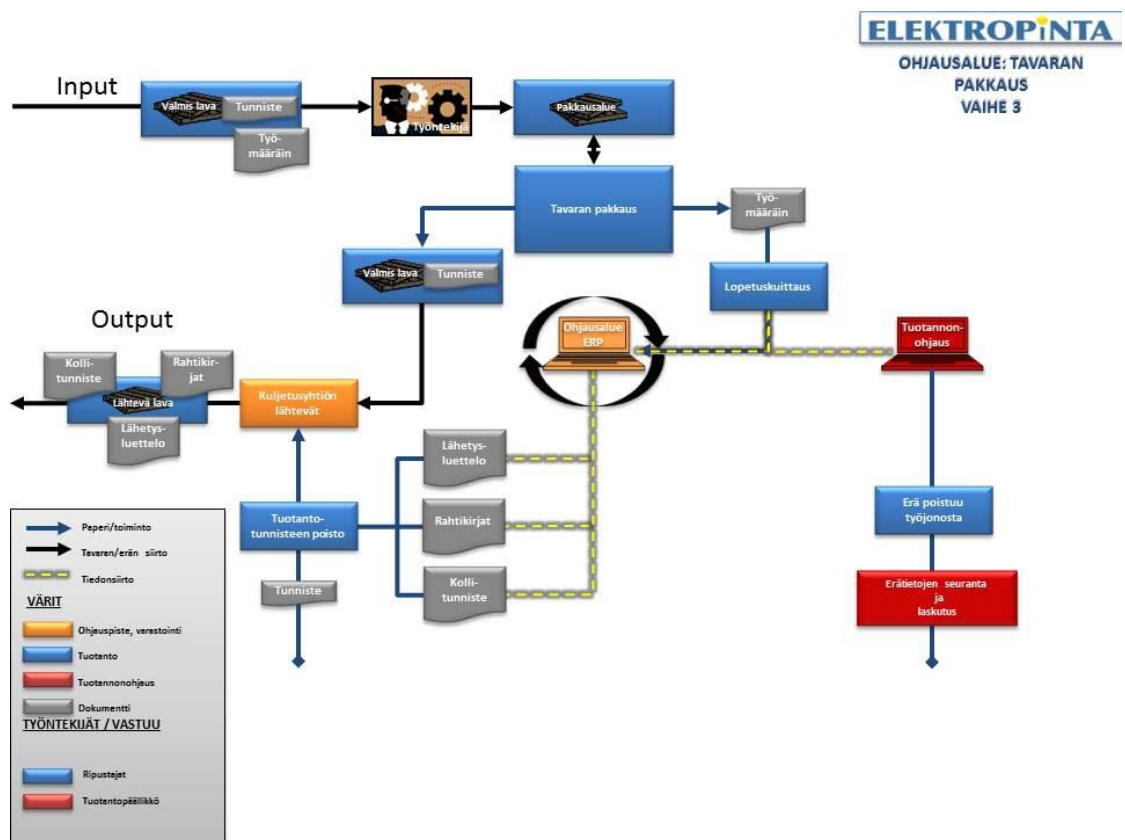 ELEKTROPiNTA
OHJAUSALUE: TAVARAN
PAKKAUS
VAIHE 3
Input
Valmis lava
Tunniste
Työ-
määräin
Työntekijä
Pakkausalue
Tavaran pakkaus
Työ-
määräin
Valmis lava
Tunniste
Lopetuskuittaus
Output
Kolli-
tunniste
Rahtikir-
jat
Lähtevä lava
Lähetys-
luettelo
Kuljetusyhtiön
lähtevät
Ohjausalue
ERP
Tuotannon-
ohjaus
Lähetys-
luettelo
Rahtikirjat
Kolli-
tunniste
Tuotanto-
tunnisteen poisto
Tunniste
Erä poistuu
työjonosta
Erätietojen seuranta
ja
laskutus
Paperi/toiminto
Tavaran/erän siirto
Tiedonsiirto
VÄRIT
Ohjauspiste, varastointi
Tuotanto
Tuotannonohjaus
Dokumentti
TYÖNTEKIJÄT / VASTUU
Ripustajat
Tuotantopäällikkö